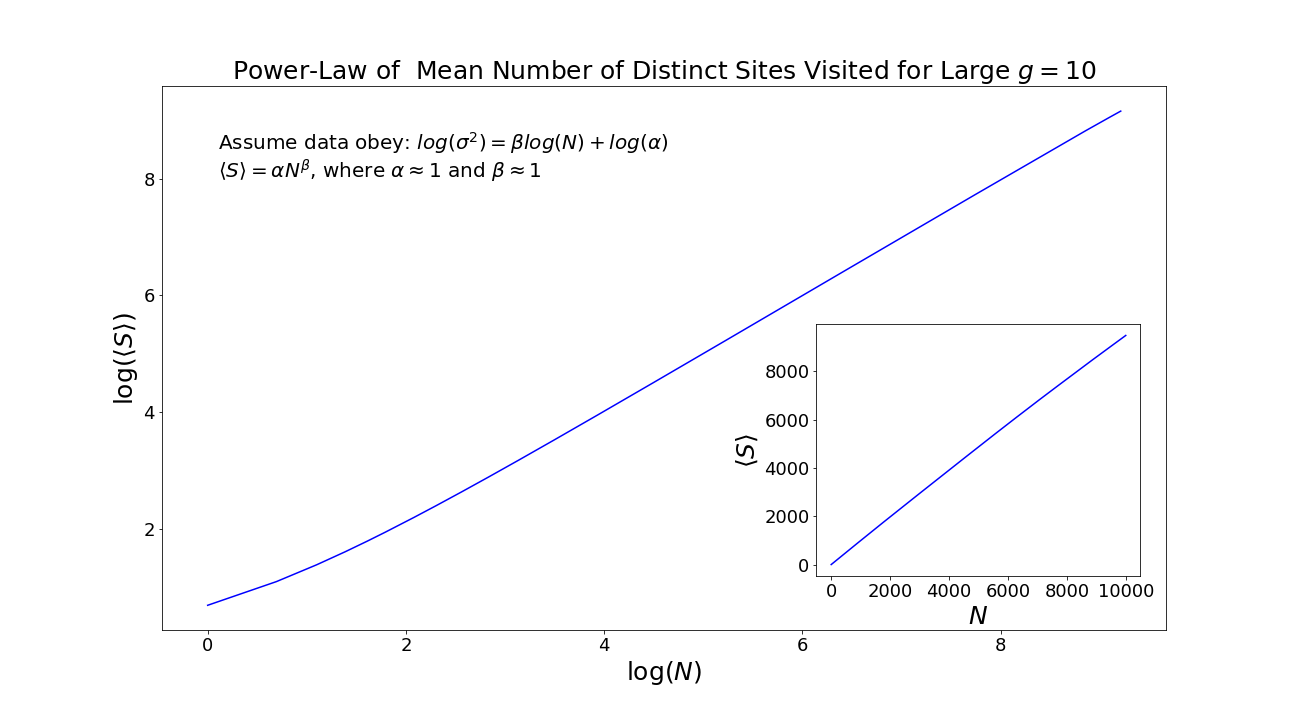 Power-Law of  Mean Number of Distinct Sites Visited for Large g = 10
Assume data obey: log(σ²) = βlog(N) + log(α)
⟨S⟩ = αN^β, where α ≈ 1 and β ≈ 1
log(⟨S⟩)
8
6
4
2
0 2 4 6 8
log(N)
⟨S⟩
8000
6000
4000
2000
0
0 2000 4000 6000 8000 10000
N